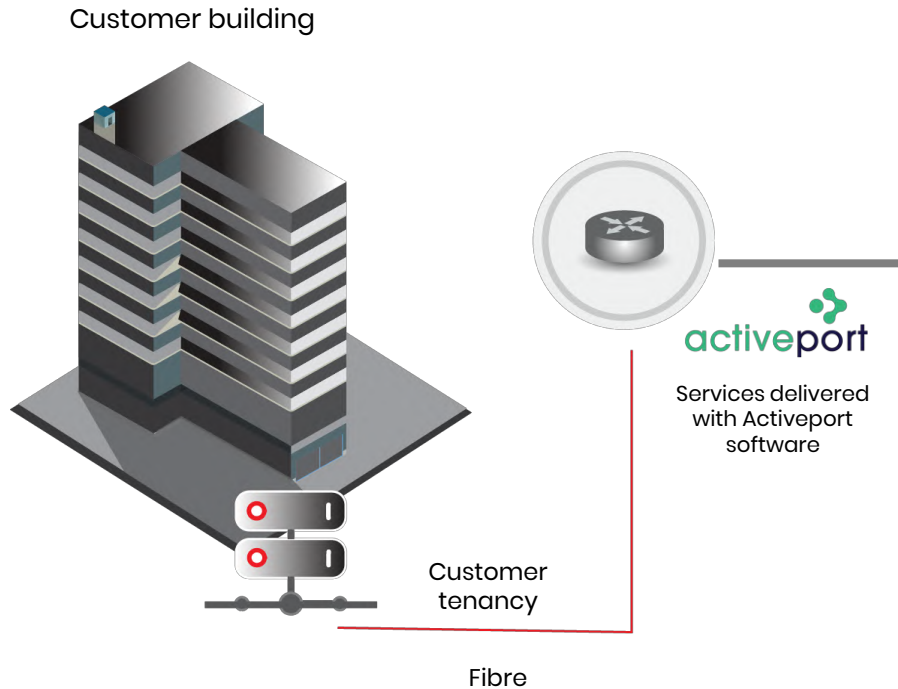 Customer building
activeport
Services delivered
with Activeport
software
Customer
tenancy
Fibre